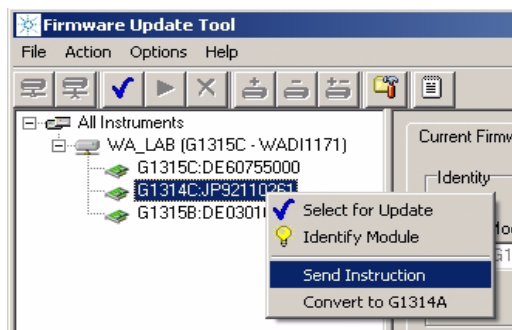 Firmware Update Tool
File Action Options Help
All Instruments
WA_LAB (G1315C - WADI1171)
G1315C:DE60755000
G1314C:JP92110261
G1315B:DE0301
Current Firmw
Identity
Select for Update
Identify Module
Send Instruction
Convert to G1314A